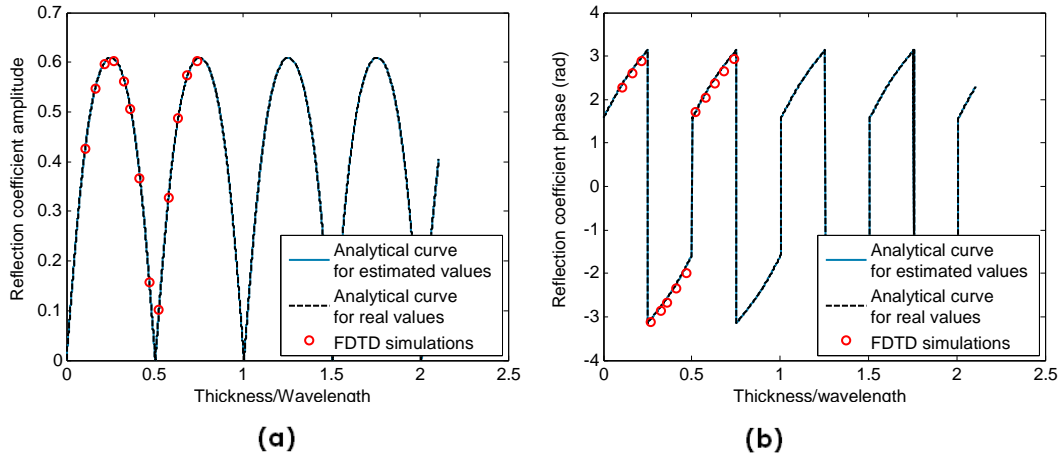 0.7
0.6
0.5
0.4
0.3
0.2
0.1
0
Reflection coefficient amplitude
0 0.5 1 1.5 2 2.5
Thickness/Wavelength
Analytical curve
for estimated values
Analytical curve
for real values
FDTD simulations
(a)
4
3
2
1
0
-1
-2
-3
-4
Reflection coefficient phase (rad)
0 0.5 1 1.5 2 2.5
Thickness/wavelength
Analytical curve
for estimated values
Analytical curve
for real values
FDTD simulations
(b)